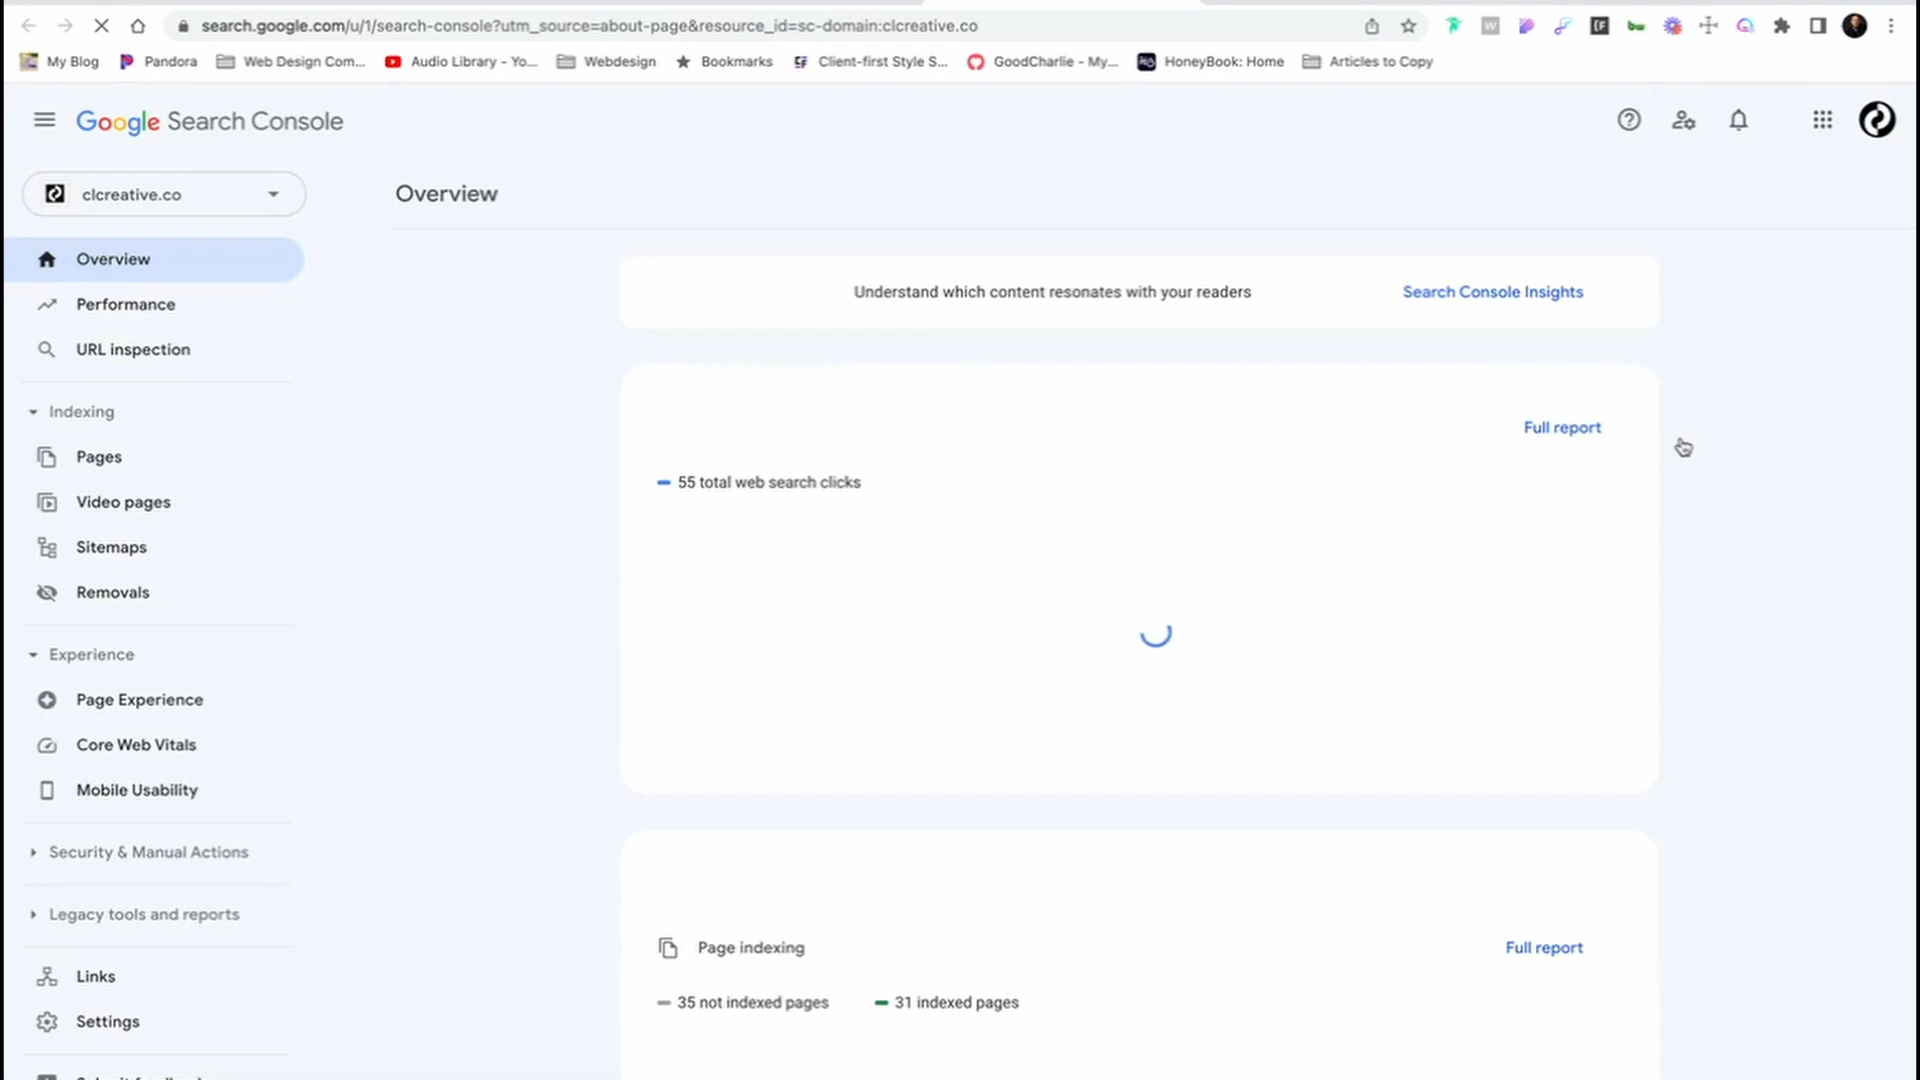 search.google.com/u/1/search-console?utm_source=about-page&resource_id=sc-domain:clcreative.co
My Blog Pandora Web Design Com... Audio Library - Yo... Webdesign Bookmarks Client-first Style S... GoodCharlie - My... HoneyBook: Home Articles to Copy
Google Search Console
clcreative.co
Overview
Overview
Performance
URL inspection
Indexing
Pages
Video pages
Sitemaps
Removals
Experience
Page Experience
Core Web Vitals
Mobile Usability
Security & Manual Actions
Legacy tools and reports
Links
Settings
Understand which content resonates with your readers Search Console Insights
Full report
55 total web search clicks
Page indexing Full report
35 not indexed pages 31 indexed pages